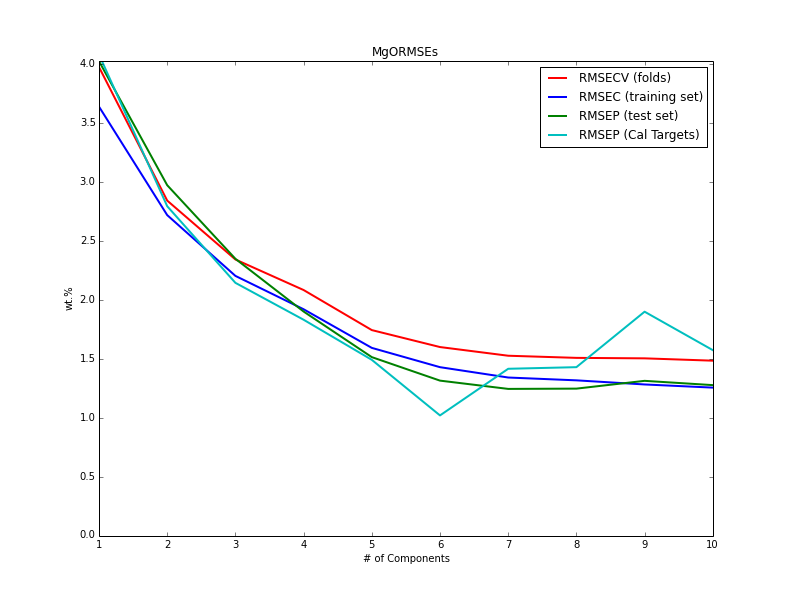 MgORMSEs
RMSECV (folds)
RMSEC (training set)
RMSEP (test set)
RMSEP (Cal Targets)
4.0
3.5
3.0
2.5
2.0
1.5
1.0
0.5
0.0
wt.%
1 2 3 4 5 6 7 8 9 10
# of Components